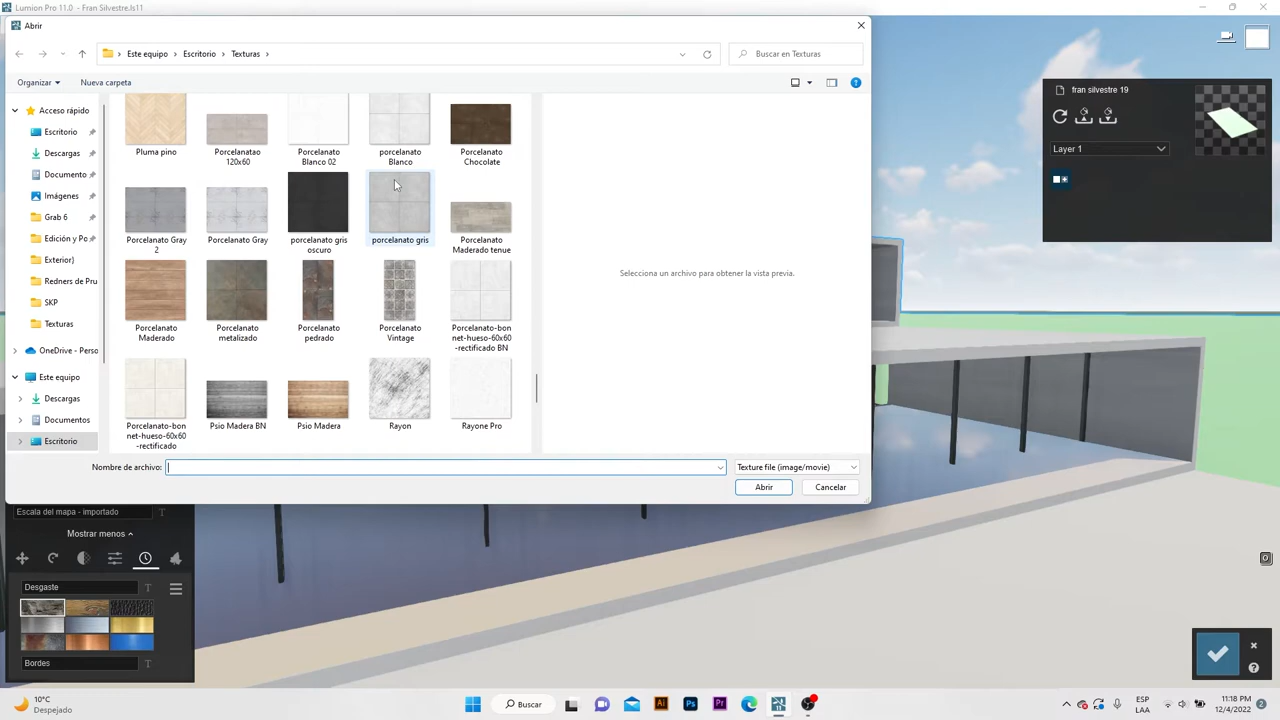 Lumion Pro 11.0 - Fran Silvestre.ls11
Abrir
Este equipo > Escritorio > Texturas >
Buscar en Texturas
Organizar
Nueva carpeta
Acceso rápido
Escritorio
Descargas
Documento
Imágenes
Grab 6
Edición y Po
Exterior}
Redners de Pru
SKP
Texturas
OneDrive - Perso
Este equipo
Descargas
Documentos
Escritorio
Pluma pino
Porcelanatao
120x60
Porcelanato
Blanco 02
porcelanato
Blanco
Porcelanato
Chocolate
Porcelanato Gray
2
Porcelanato Gray
porcelanato gris
oscuro
porcelanato gris
Porcelanato
Maderado tenue
Porcelanato
Maderado
Porcelanato
metalizado
Porcelanato
pedrado
Porcelanato
Vintage
Porcelanato-bon
net-hueso-60x60
-rectificado BN
Porcelanato-bon
net-hueso-60x60
-rectificado
Psio Madera BN
Psio Madera
Rayon
Rayone Pro
Selecciona un archivo para obtener la vista previa.
Nombre de archivo:
Texture file (image/movie)
Abrir
Cancelar
fran silvestre 19
Layer 1
Escala del mapa - importado
T
Mostrar menos
Desgaste
T
Bordes
T
10°C
Despejado
Buscar
Ai
Ps
Pr
ESP
LAA
11:18 PM
12/4/2022